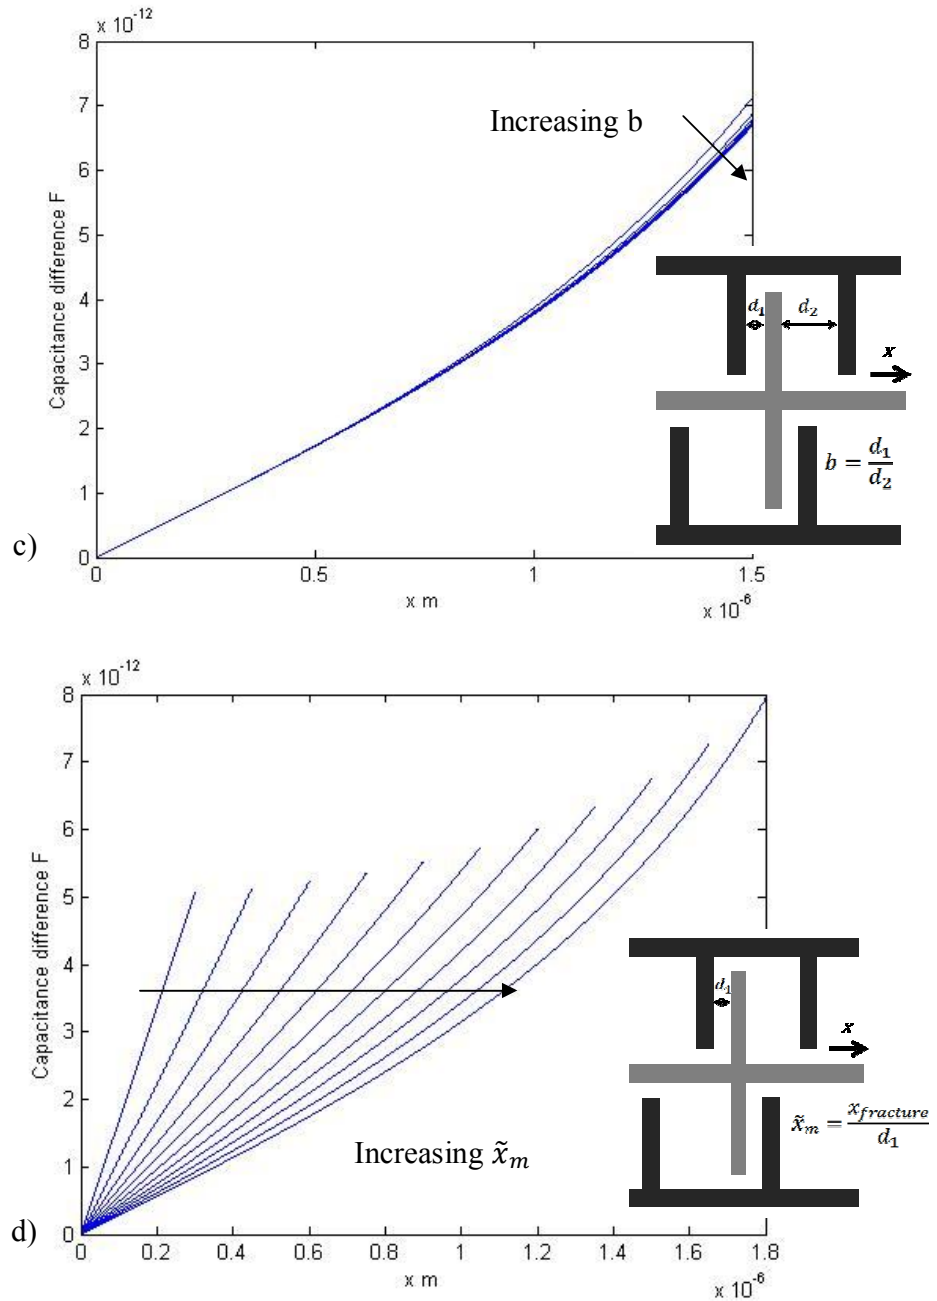 x 10⁻¹²
8
7
6
5
4
3
2
1
0
Capacitance difference F
Increasing b
d₁
d₂
x
b = d₁/d₂
c)
0
0.5
1
1.5
x m
x 10⁻⁶
x 10⁻¹²
8
7
6
5
4
3
2
1
0
Capacitance difference F
Increasing x̃ₘ
d₁
x
x̃ₘ = x_fracture/d₁
d)
0
0.2
0.4
0.6
0.8
1
1.2
1.4
1.6
1.8
x m
x 10⁻⁶